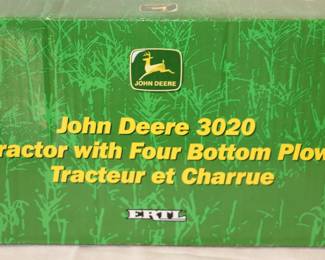 JOHN DEERE
John Deere 3020
ractor with Four Bottom Plow
Tracteur et Charrue
ERTL